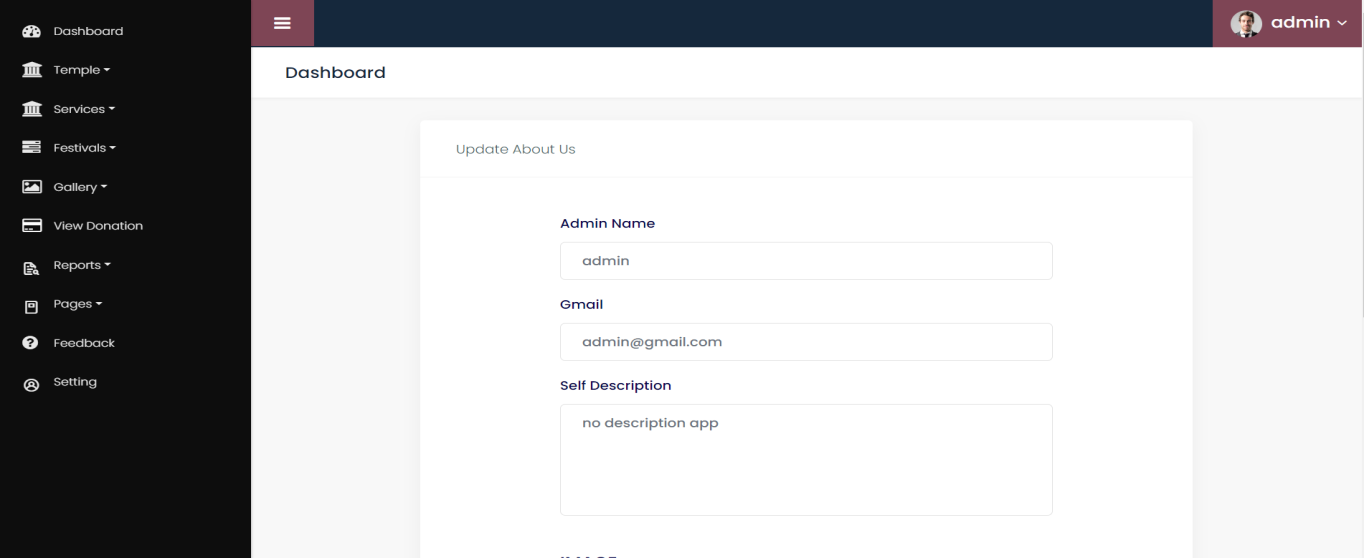 Dashboard
Temple
Services
Festivals
Gallery
View Donation
Reports
Pages
Feedback
Setting
admin
Dashboard
Update About Us
Admin Name
admin
Gmail
admin@gmail.com
Self Description
no description app